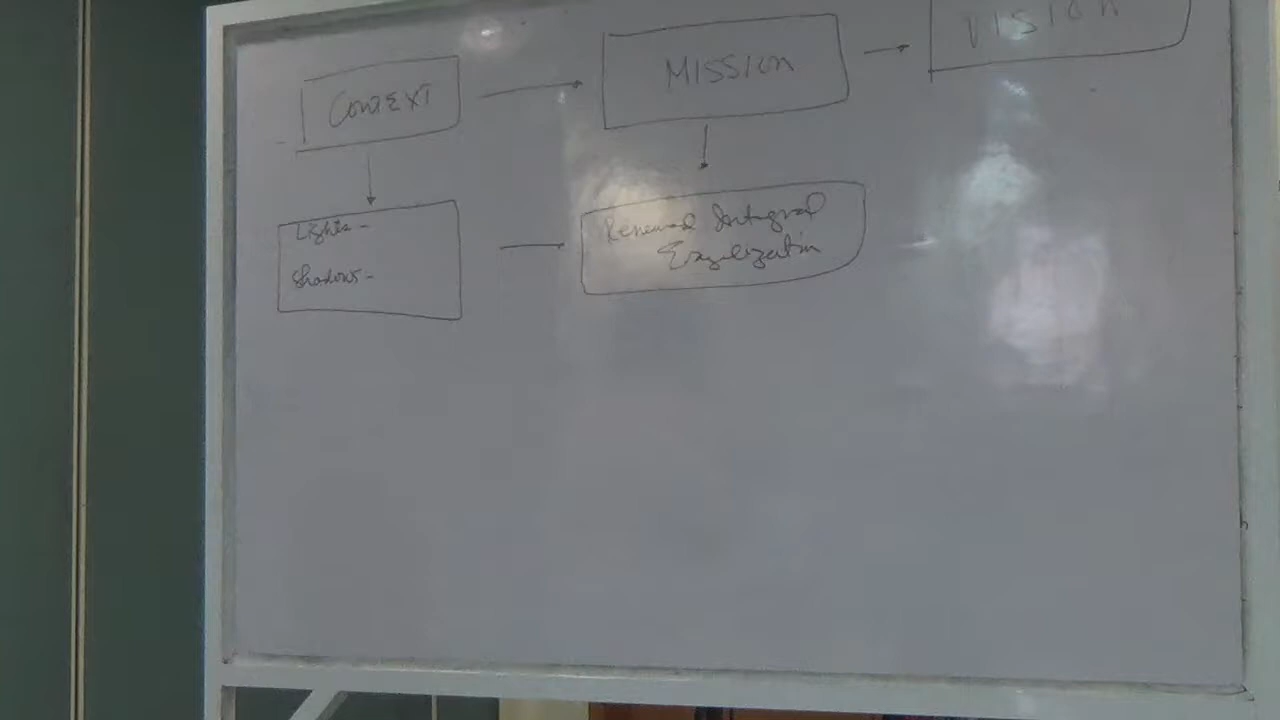 CONTEXT
MISSION
VISION
Lights -
Shadows -
Renewed Integral
Evangelization